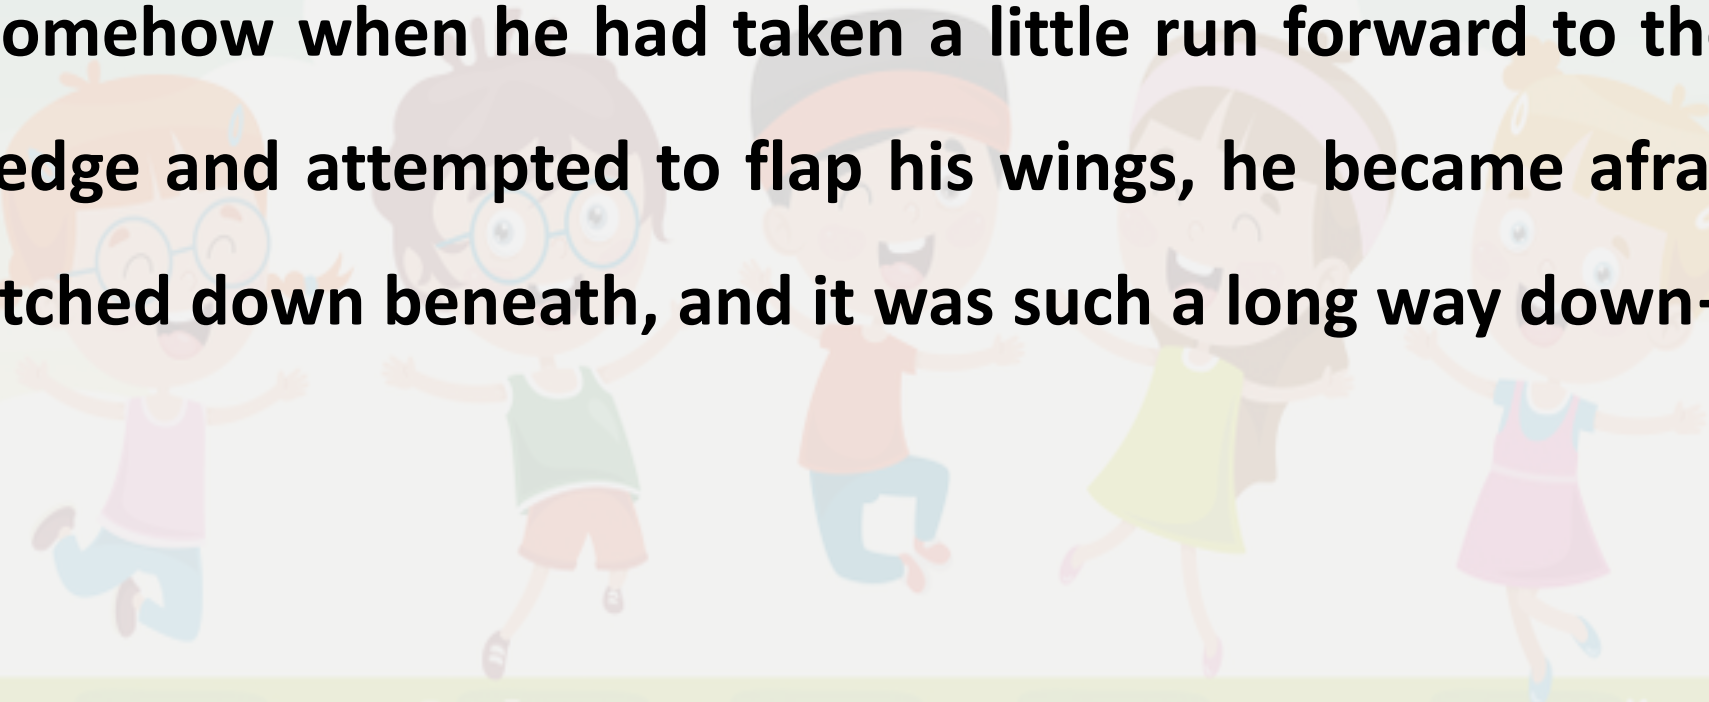 omehow when he had taken a little run forward to th
edge and attempted to flap his wings, he became afra
tched down beneath, and it was such a long way down-